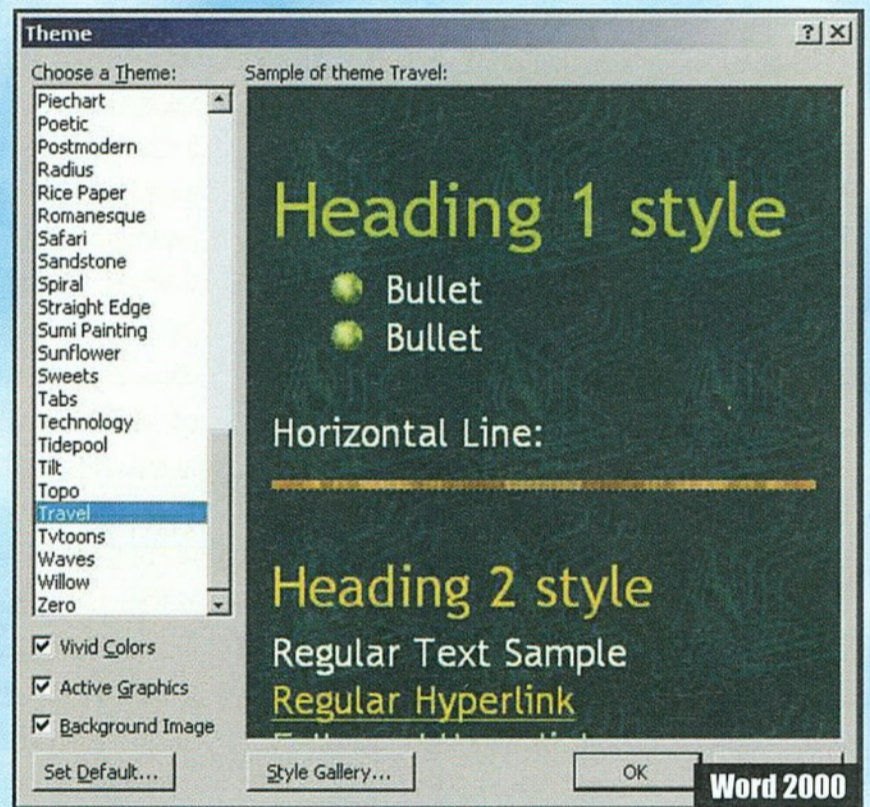 Theme
Choose a Theme:
Sample of theme Travel:
Piechart
Poetic
Postmodern
Radius
Rice Paper
Romanesque
Safari
Sandstone
Spiral
Straight Edge
Sumi Painting
Sunflower
Sweets
Tabs
Technology
Tidepool
Tilt
Topo
Travel
Tvtoons
Waves
Willow
Zero
Vivid Colors
Active Graphics
Background Image
Heading 1 style
Bullet
Bullet
Horizontal Line:
Heading 2 style
Regular Text Sample
Regular Hyperlink
Set Default...
Style Gallery...
OK
Word 2000